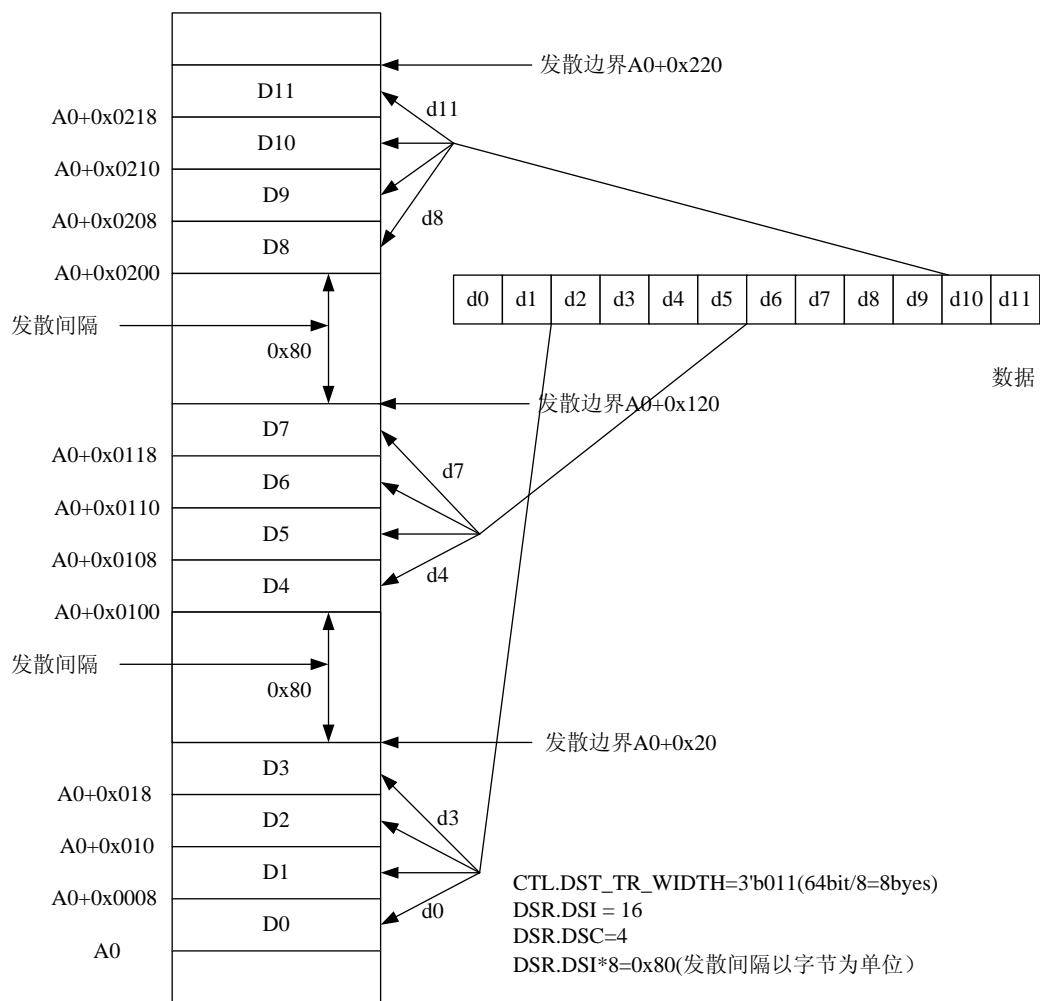 发散边界A0+0x220
D11
d11
A0+0x0218
D10
A0+0x0210
D9
A0+0x0208
d8
D8
A0+0x0200
d0 d1 d2 d3 d4 d5 d6 d7 d8 d9 d10 d11
发散间隔
0x80
数据
发散边界A0+0x120
D7
A0+0x0118
d7
D6
A0+0x0110
D5
A0+0x0108
d4
D4
A0+0x0100
发散间隔
0x80
发散边界A0+0x20
D3
A0+0x018
d3
D2
A0+0x010
D1
A0+0x0008
d0
D0
A0
CTL.DST_TR_WIDTH=3'b011(64bit/8=8byes)
DSR.DSI = 16
DSR.DSC=4
DSR.DSI*8=0x80(发散间隔以字节为单位）